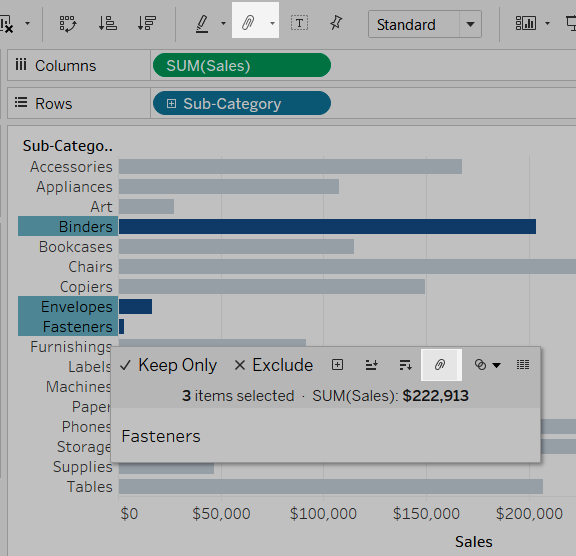 T Standard
Columns SUM(Sales)
Rows Sub-Category
Sub-Catego..
Accessories
Appliances
Art
Binders
Bookcases
Chairs
Copiers
Envelopes
Fasteners
Furnishings
Labels
Machines
Paper
Phones
Storage
Supplies
Tables
Keep Only Exclude
3 items selected · SUM(Sales): $222,913
Fasteners
$0 $50,000 $100,000 $150,000 $200,000
Sales